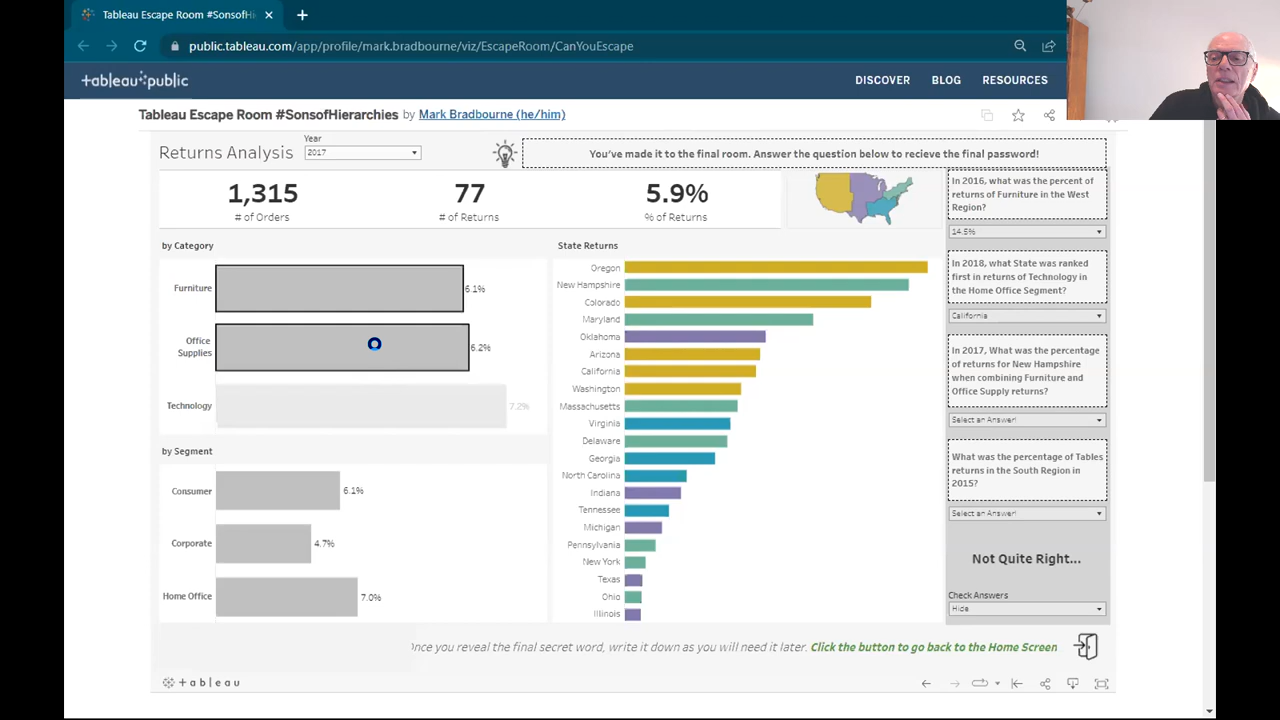 Tableau Escape Room #SonsofHi
public.tableau.com/app/profile/mark.bradbourne/viz/EscapeRoom/CanYouEscape
+ableau public
DISCOVER BLOG RESOURCES
Tableau Escape Room #SonsofHierarchies by Mark Bradbourne (he/him)
Returns Analysis
Year
2017
You've made it to the final room. Answer the question below to recieve the final password!
1,315
# of Orders
77
# of Returns
5.9%
% of Returns
by Category
Furniture 6.1%
Office
Supplies 6.2%
Technology 7.2%
by Segment
Consumer 6.1%
Corporate 4.7%
Home Office 7.0%
State Returns
Oregon
New Hampshire
Colorado
Maryland
Oklahoma
Arizona
California
Washington
Massachusetts
Virginia
Delaware
Georgia
North Carolina
Indiana
Tennessee
Michigan
Pennsylvania
New York
Texas
Ohio
Illinois
In 2016, what was the percent of
returns of Furniture in the West
Region?
14.5%
In 2018, what State was ranked
first in returns of Technology in
the Home Office Segment?
California
In 2017, What was the percentage
of returns for New Hampshire
when combining Furniture and
Office Supply returns?
Select an Answer!
What was the percentage of Tables
returns in the South Region in
2015?
Select an Answer!
Not Quite Right...
Check Answers
Hide
Once you reveal the final secret word, write it down as you will need it later. Click the button to go back to the Home Screen
+ableau